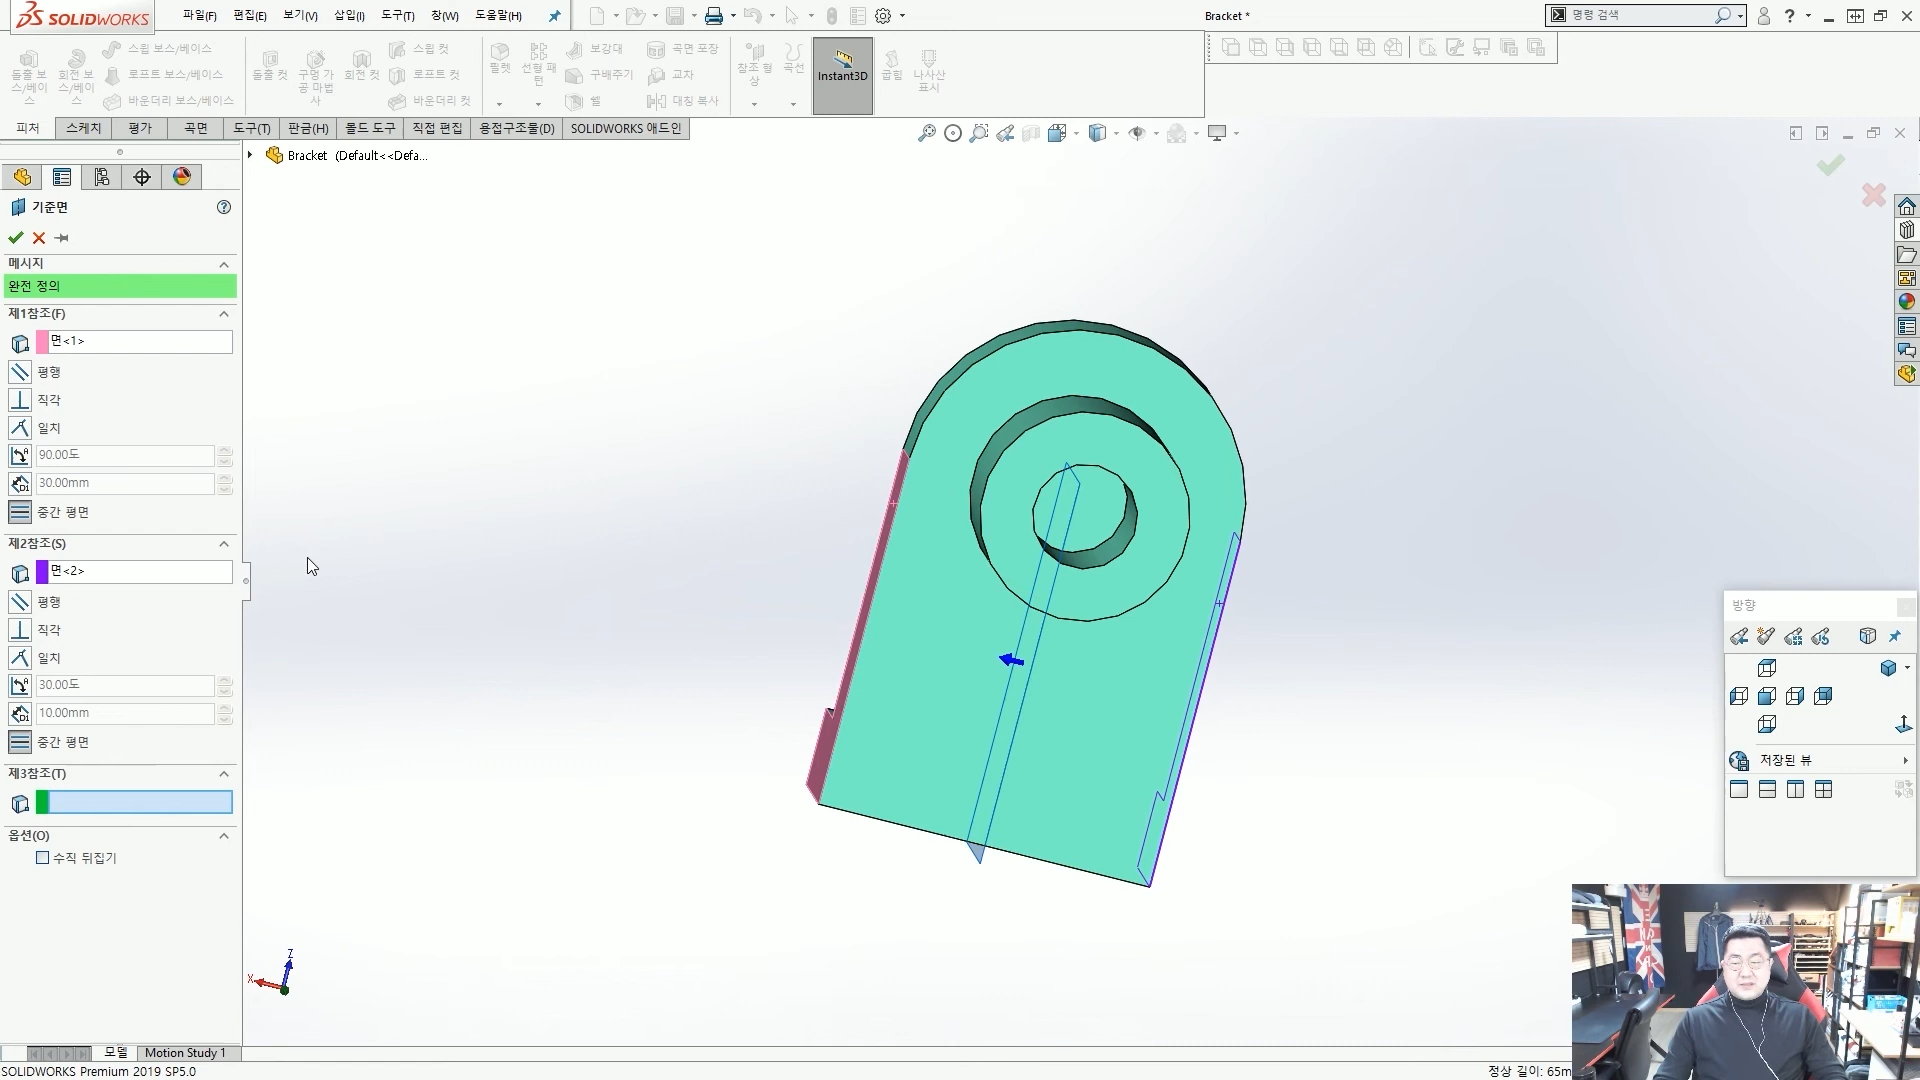 SOLIDWORKS
파일(F) 편집(E) 보기(V) 삽입(I) 도구(T) 창(W) 도움말(H)
Bracket *
명령 검색
돌출 보스/베이스
회전 보스/베이스
스윕 보스/베이스
로프트 보스/베이스
바운더리 보스/베이스
돌출 컷
구멍 가공 마법사
회전 컷
스윕 컷
로프트 컷
바운더리 컷
필렛
선형 패턴
보강대
구배주기
쉘
곡면 포장
교차
대칭 복사
참조 형상
곡선
Instant3D
굽힘
나사산 표시
피처 스케치 평가 곡면 도구(T) 판금(H) 몰드 도구 직접 편집 용접구조물(D) SOLIDWORKS 애드인
Bracket (Default<<Defa...
기준면
메시지
완전 정의
제1참조(F)
면<1>
평행
직각
일치
90.00도
30.00mm
중간 평면
제2참조(S)
면<2>
평행
직각
일치
30.00도
10.00mm
중간 평면
제3참조(T)
옵션(O)
수직 뒤집기
방향
저장된 뷰
Z
X
모델 Motion Study 1
SOLIDWORKS Premium 2019 SP5.0
정상 길이: 65m